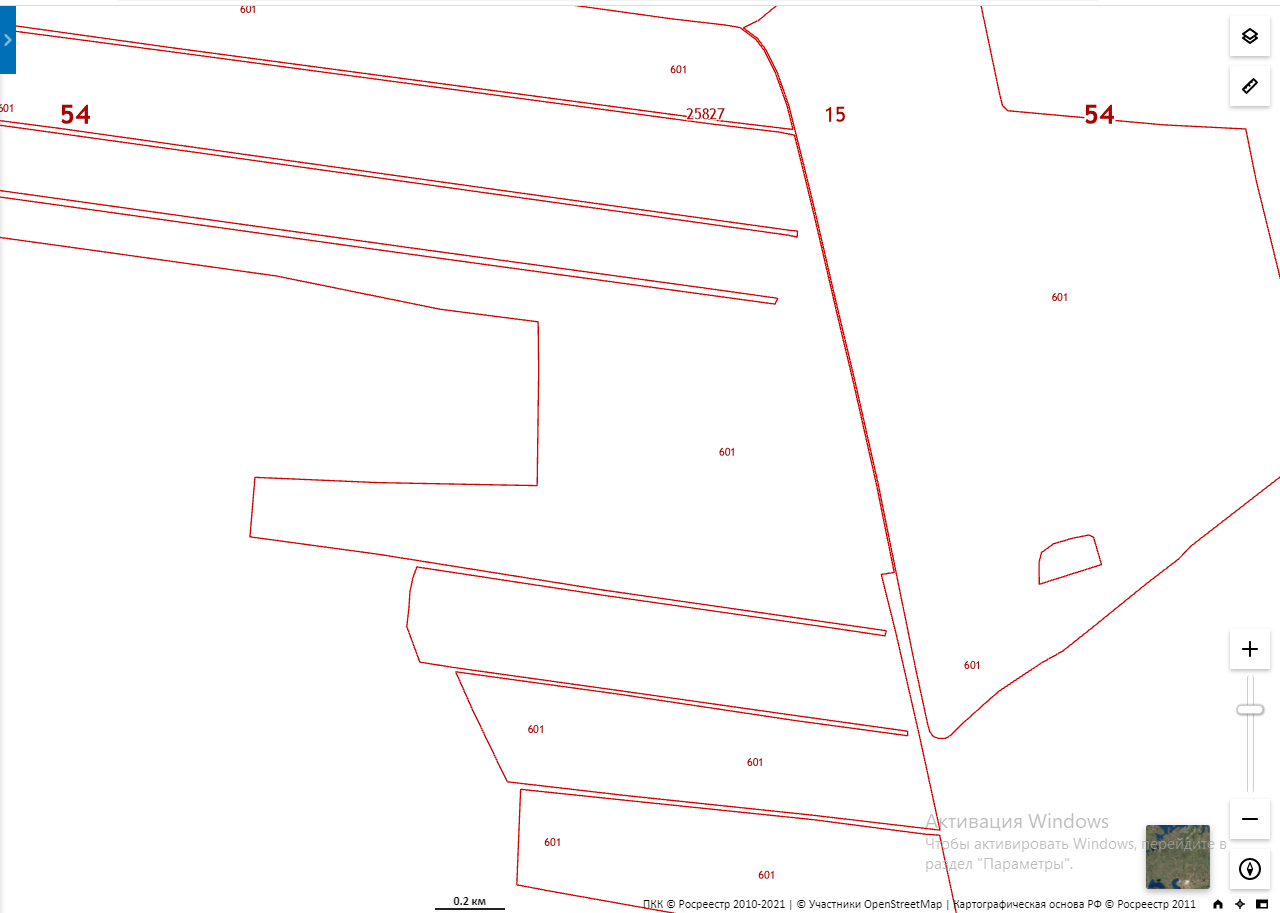 601
601
601
54
25827
15
54
601
601
601
601
601
601
601
Активация Windows
Чтобы активировать Windows, перейдите в
раздел "Параметры".
0.2 км
ПКК © Росреестр 2010-2021 | © Участники OpenStreetMap | Картографическая основа РФ © Росреестр 2011